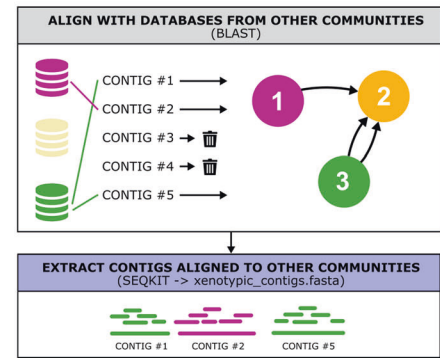 ALIGN WITH DATABASES FROM OTHER COMMUNITIES
(BLAST)
CONTIG #1
CONTIG #2
CONTIG #3
CONTIG #4
CONTIG #5
1
2
3
EXTRACT CONTIGS ALIGNED TO OTHER COMMUNITIES
(SEQKIT -> xenotypic_contigs.fasta)
CONTIG #1 CONTIG #2 CONTIG #5